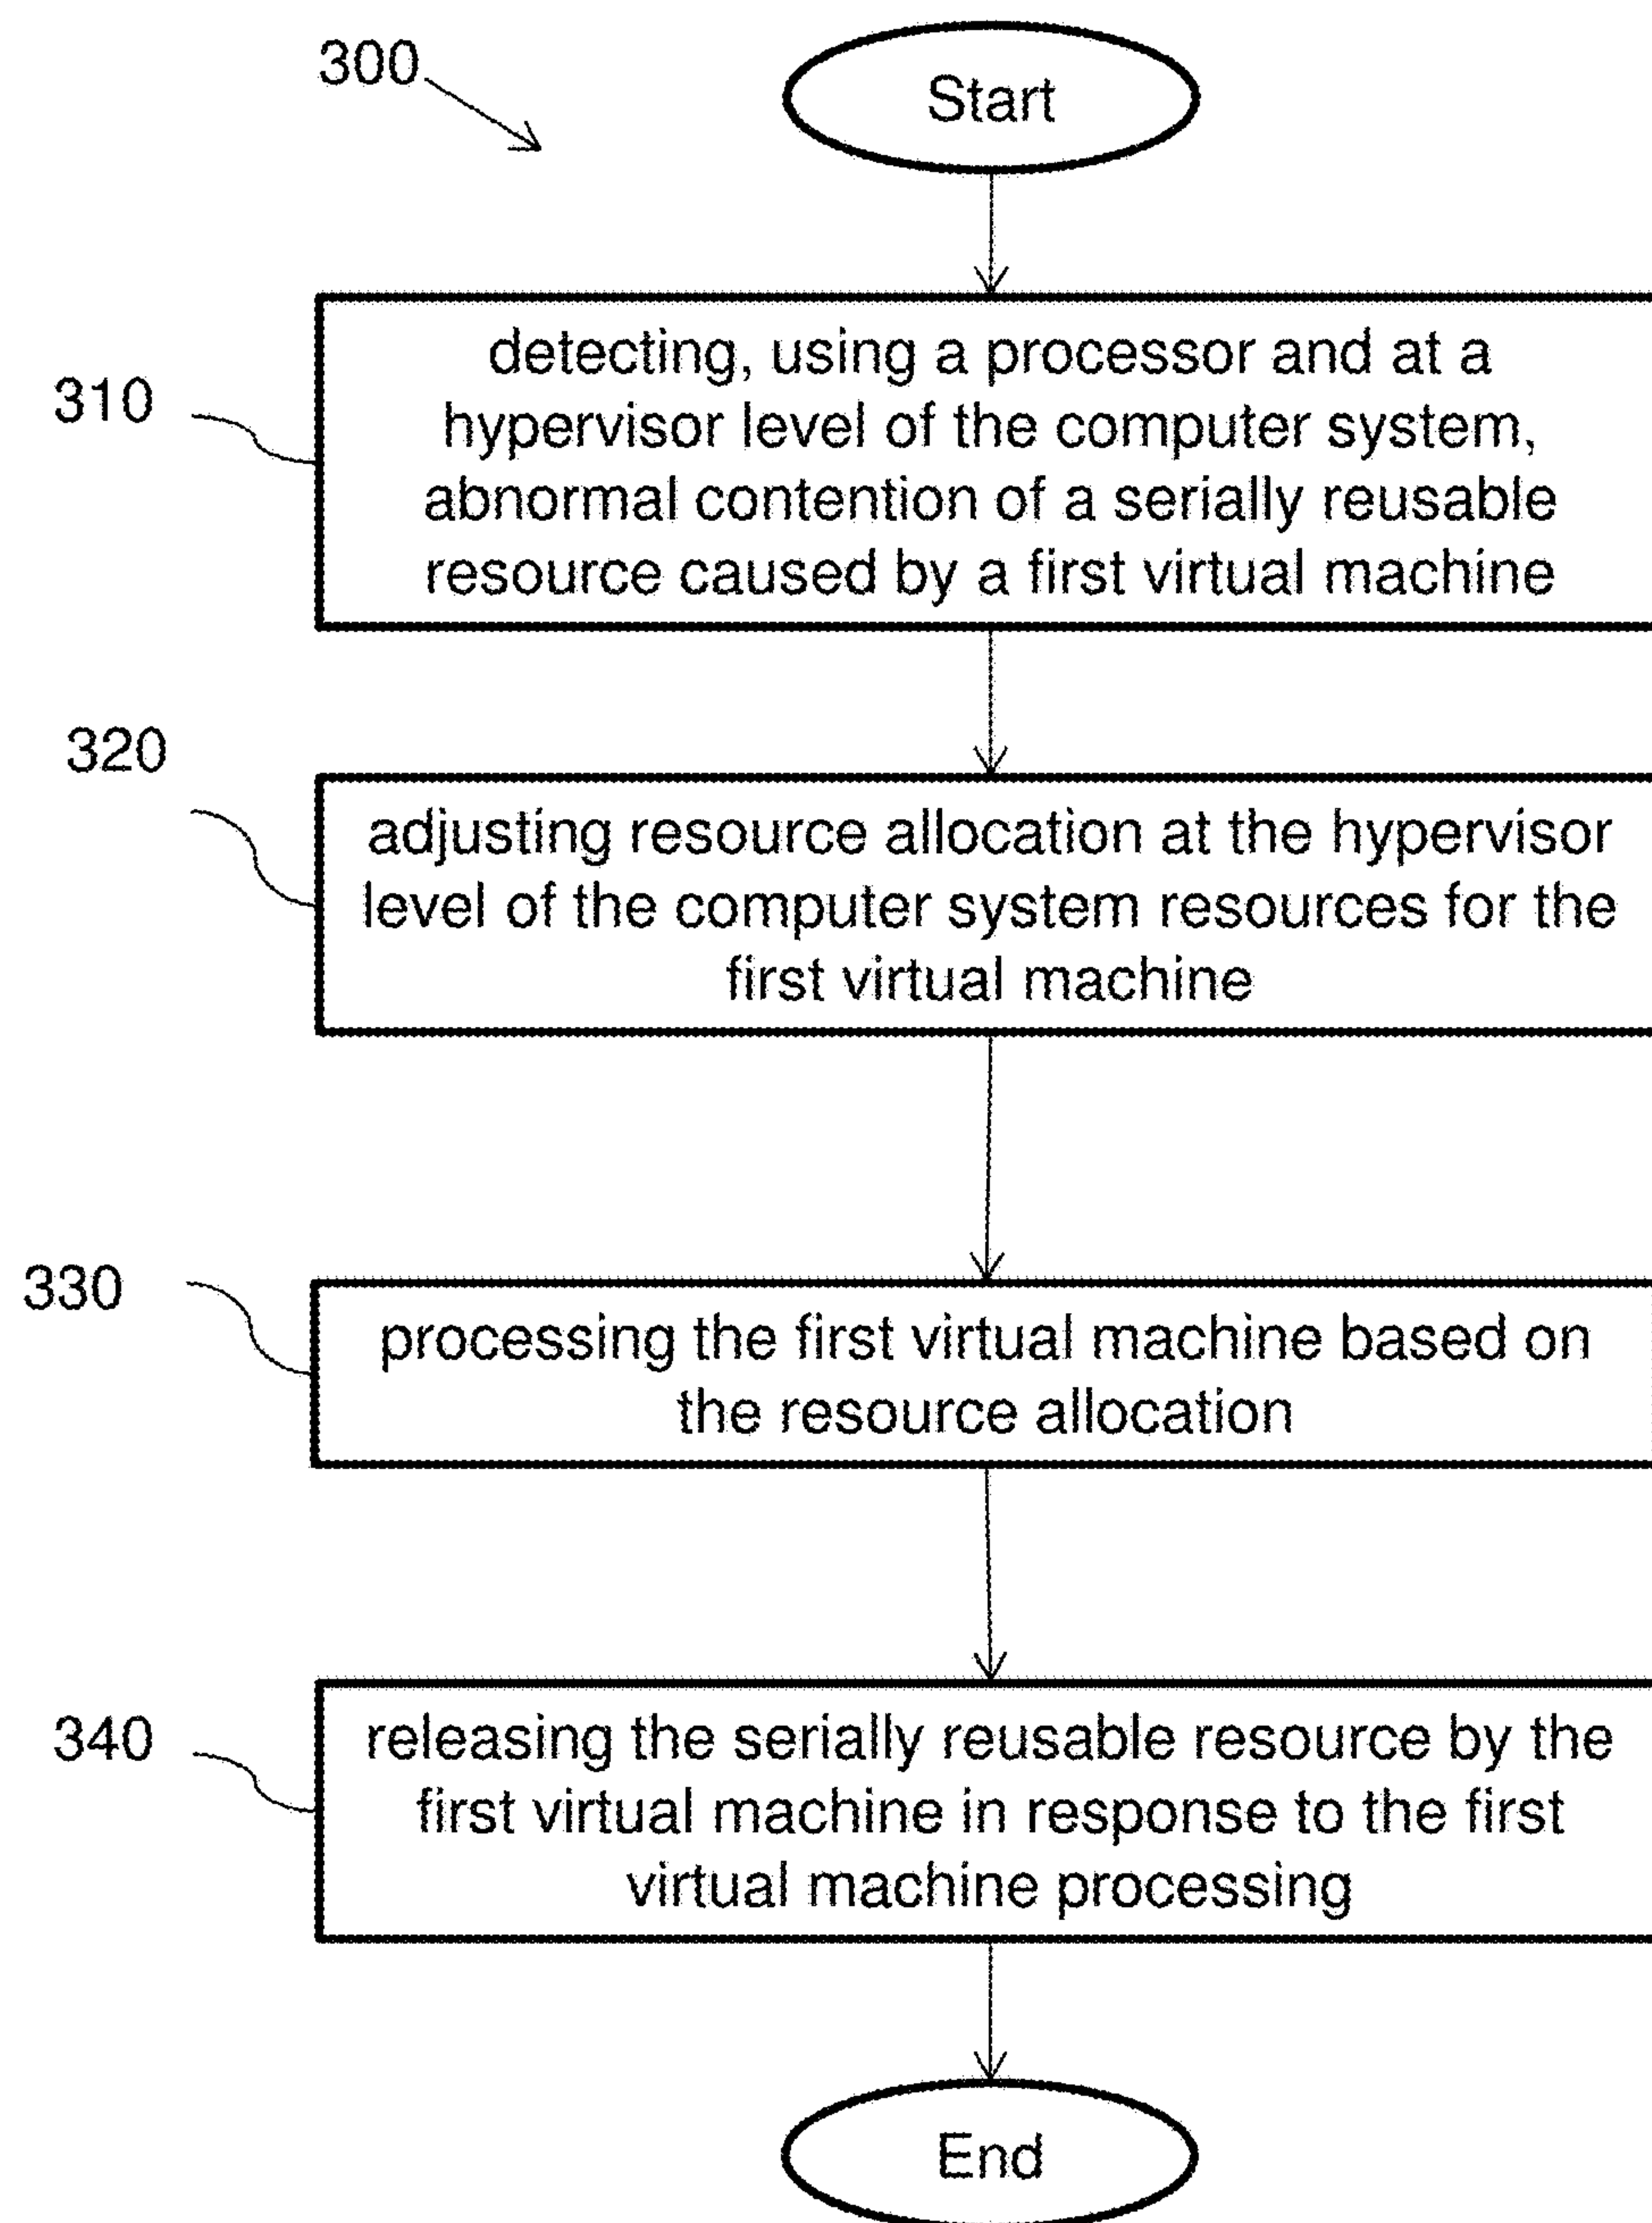 300
Start
310
detecting, using a processor and at a
hypervisor level of the computer system,
abnormal contention of a serially reusable
resource caused by a first virtual machine
320
adjusting resource allocation at the hypervisor
level of the computer system resources for the
first virtual machine
330
processing the first virtual machine based on
the resource allocation
340
releasing the serially reusable resource by the
first virtual machine in response to the first
virtual machine processing
End